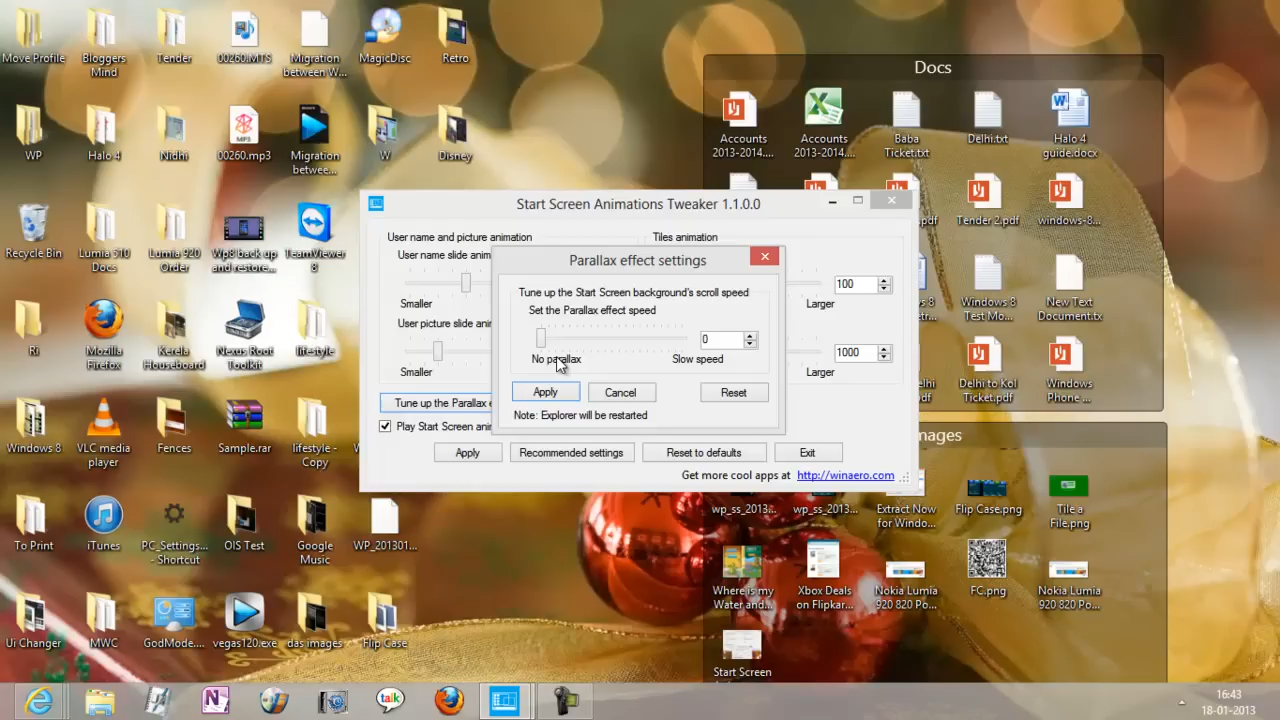 Move Profile
Bloggers
Mind
Tender
00260.MTS
Migration
between W...
MagicDisc
Retro
WP
Halo 4
Nidhi
00260.mp3
Migration
betwee...
W
Disney
Recycle Bin
Lumia 510
Docs
Lumia 920
Order
Wp8 back up
and restore...
TeamViewer
8
Ri
Mozilla
Firefox
Kerela
Houseboard
Nexus Root
Toolkit
lifestyle
Windows 8
VLC media
player
Fences
Sample.rar
lifestyle -
Copy
To Print
iTunes
PC_Settings...
- Shortcut
OIS Test
Google
Music
WP_201301...
Ui Changer
MWC
GodMode....
vegas120.exe
das images
Flip Case
Start Screen Animations Tweaker 1.1.0.0
User name and picture animation
Tiles animation
User name slide anim
Smaller
100
Larger
User picture slide anim
Smaller
1000
Larger
Tune up the Parallax e
Play Start Screen anim
Apply
Recommended settings
Reset to defaults
Exit
Get more cool apps at http://winaero.com
Parallax effect settings
Tune up the Start Screen background's scroll speed
Set the Parallax effect speed
0
No parallax
Slow speed
Apply
Cancel
Reset
Note: Explorer will be restarted
Docs
Accounts
2013-2014....
Accounts
2013-2014....
Baba
Ticket.txt
Delhi.txt
Halo 4
guide.docx
.pdf
Tender 2.pdf
windows-8...
Windows 8
Test Mo...
New Text
Document.tx
Delhi to Kol
Ticket.pdf
Windows
Phone ...
mages
wp_ss_2013...
wp_ss_2013...
Extract Now
for Windo...
Flip Case.png
Tile a
File.png
Where is my
Water and...
Xbox Deals
on Flipkar...
Nokia Lumia
920 820 Po...
FC.png
Nokia Lumia
920 820 Po...
Start Screen
talk
16:43
18-01-2013